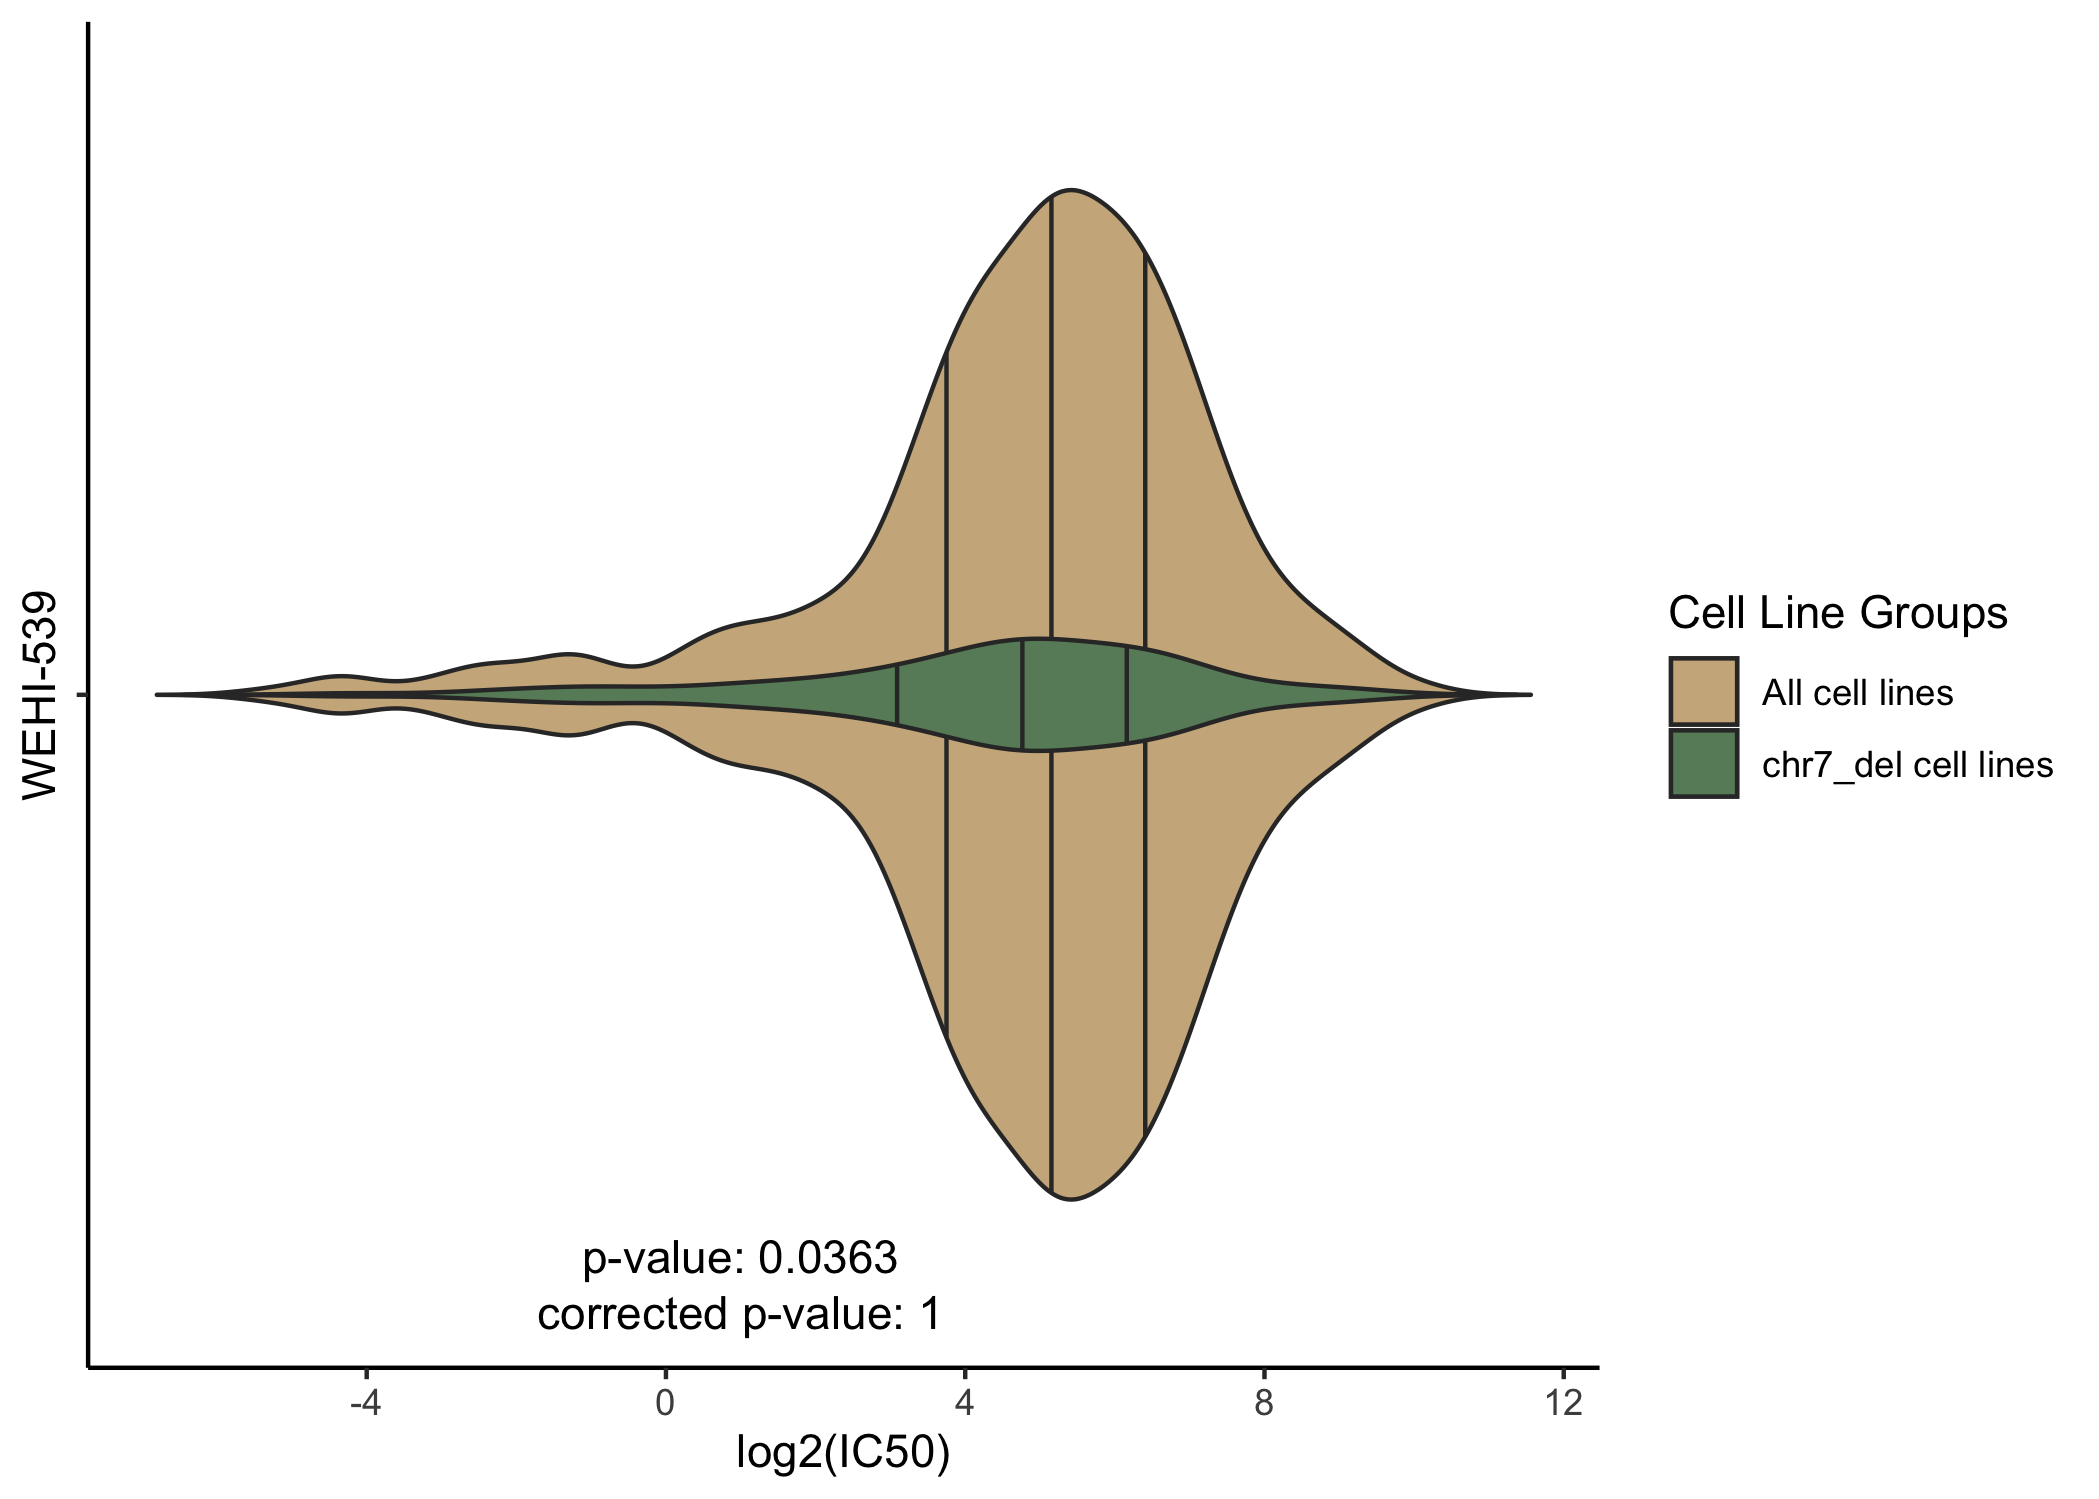 WEHI-539
p-value: 0.0363
corrected p-value: 1
-4 0 4 8 12
log2(IC50)
Cell Line Groups
All cell lines
chr7_del cell lines